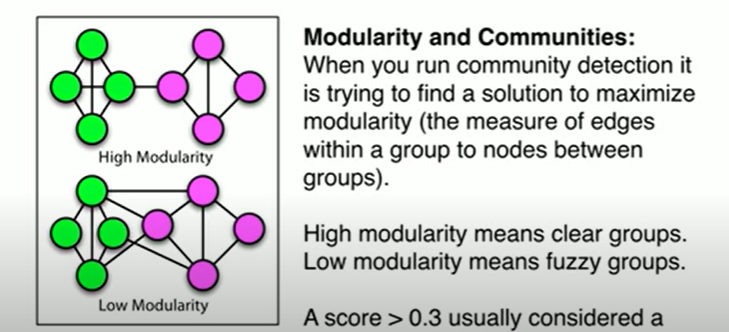 High Modularity
Low Modularity
Modularity and Communities:
When you run community detection it
is trying to find a solution to maximize
modularity (the measure of edges
within a group to nodes between
groups).
High modularity means clear groups.
Low modularity means fuzzy groups.
A score > 0.3 usually considered a